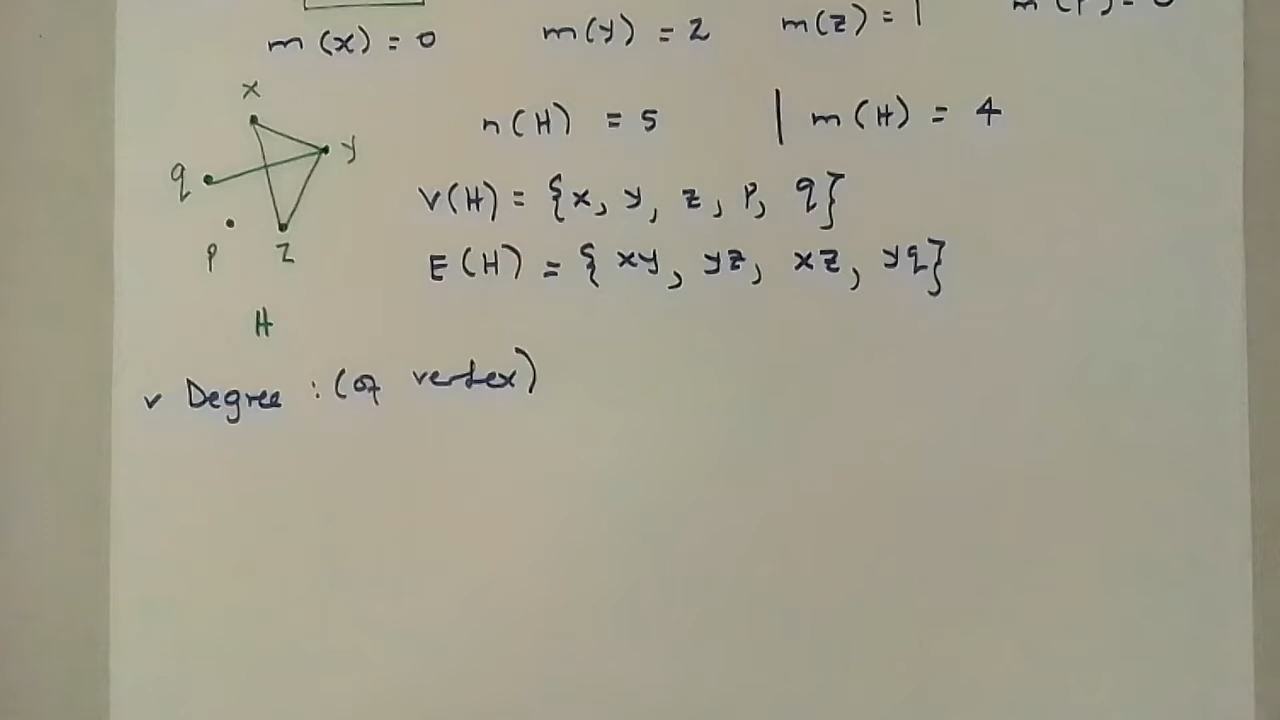 m(x) = 0 m(y) = 2 m(z) = 1
x
y
q
p z
H
n(H) = 5 | m(H) = 4
V(H) = {x, y, z, p, q}
E(H) = {xy, yz, xz, yq}
v Degree : (of vertex)